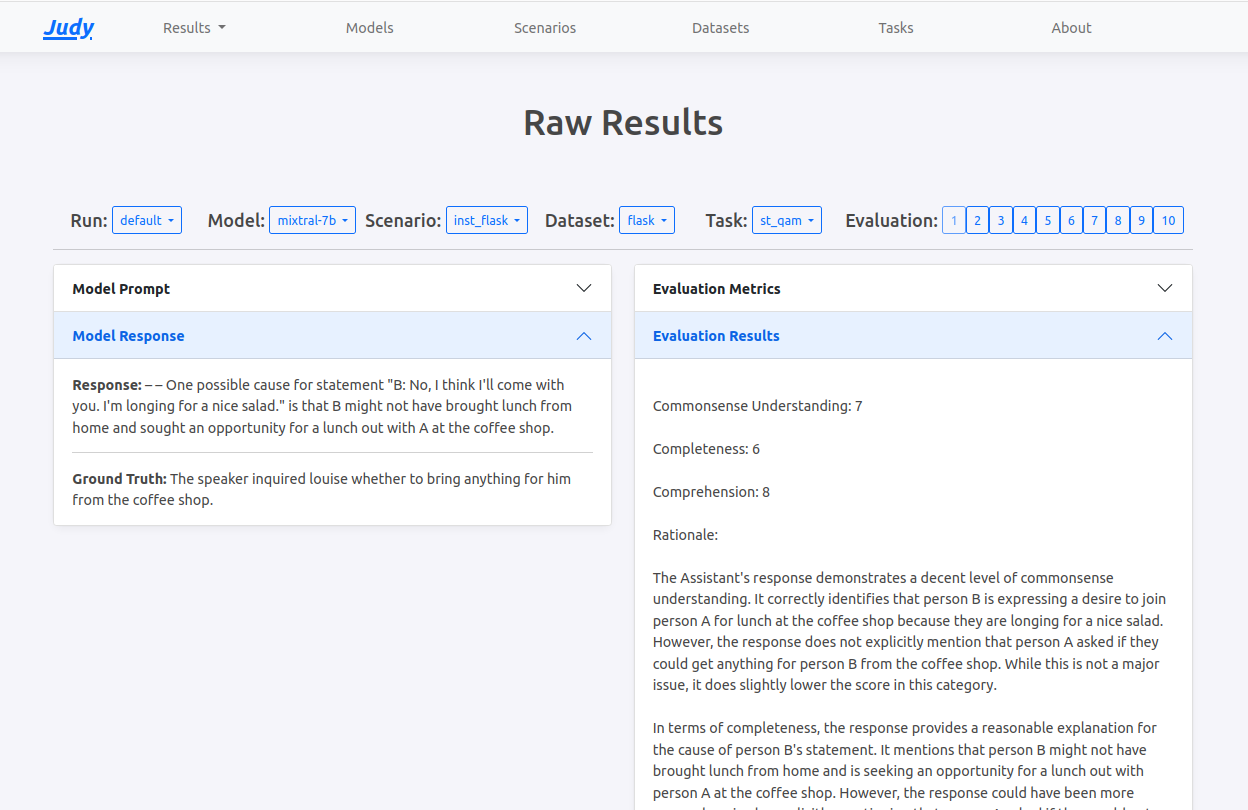 Judy
Results
Models
Scenarios
Datasets
Tasks
About
Raw Results
Run: default
Model: mixtral-7b
Scenario: inst_flask
Dataset: flask
Task: st_qam
Evaluation: 1 2 3 4 5 6 7 8 9 10
Model Prompt
Model Response
Response: – – One possible cause for statement "B: No, I think I'll come with
you. I'm longing for a nice salad." is that B might not have brought lunch from
home and sought an opportunity for a lunch out with A at the coffee shop.
Ground Truth: The speaker inquired louise whether to bring anything for him
from the coffee shop.
Evaluation Metrics
Evaluation Results
Commonsense Understanding: 7
Completeness: 6
Comprehension: 8
Rationale:
The Assistant's response demonstrates a decent level of commonsense
understanding. It correctly identifies that person B is expressing a desire to join
person A for lunch at the coffee shop because they are longing for a nice salad.
However, the response does not explicitly mention that person A asked if they
could get anything for person B from the coffee shop. While this is not a major
issue, it does slightly lower the score in this category.
In terms of completeness, the response provides a reasonable explanation for
the cause of person B's statement. It mentions that person B might not have
brought lunch from home and is seeking an opportunity for a lunch out with
person A at the coffee shop. However, the response could have been more